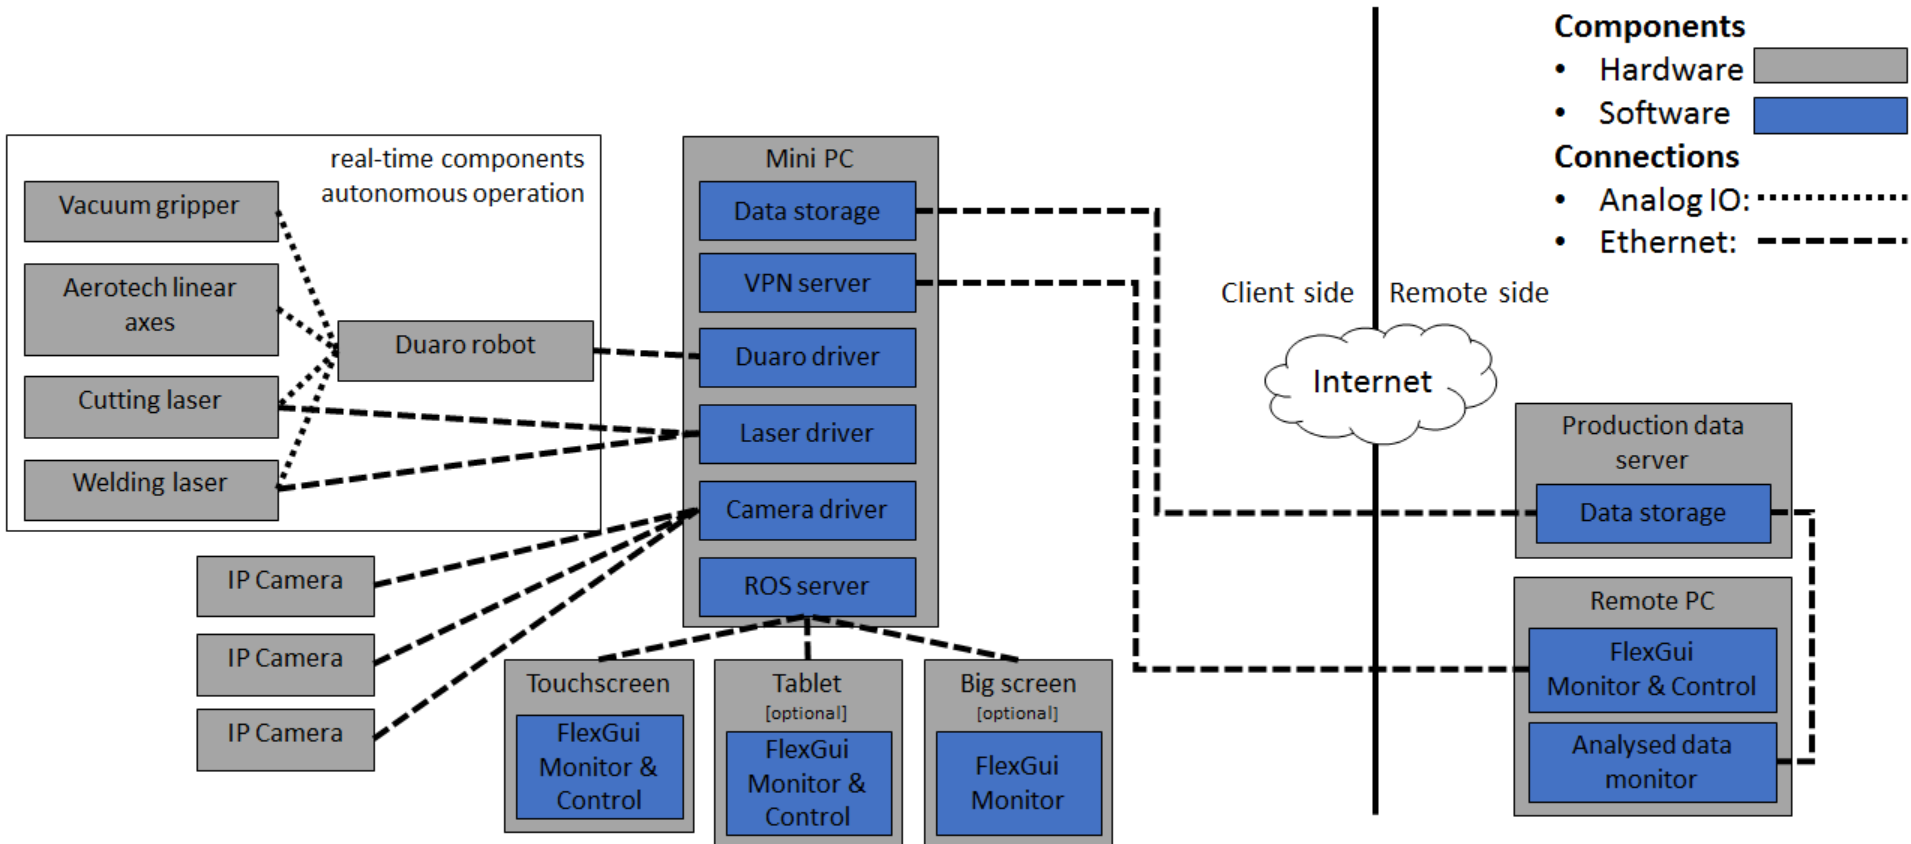 Components
• Hardware
• Software
Connections
• Analog IO:
• Ethernet:
real-time components
autonomous operation
Vacuum gripper
Aerotech linear
axes
Cutting laser
Welding laser
Duaro robot
IP Camera
IP Camera
IP Camera
Mini PC
Data storage
VPN server
Duaro driver
Laser driver
Camera driver
ROS server
Touchscreen
FlexGui
Monitor &
Control
Tablet
[optional]
FlexGui
Monitor &
Control
Big screen
[optional]
FlexGui
Monitor
Client side
Remote side
Internet
Production data
server
Data storage
Remote PC
FlexGui
Monitor & Control
Analysed data
monitor